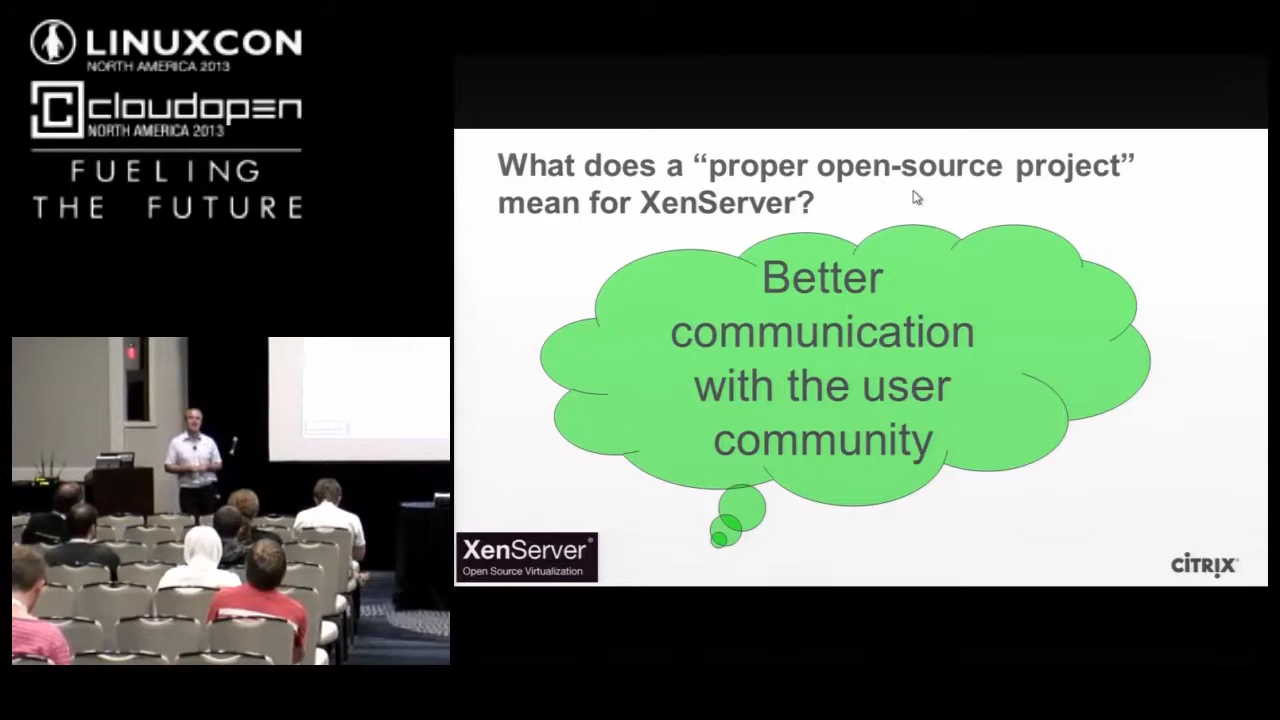 LINUXCON
NORTH AMERICA 2013
cloudopen
NORTH AMERICA 2013
FUELING
THE FUTURE
What does a “proper open-source project”
mean for XenServer?
Better
communication
with the user
community
XenServer®
Open Source Virtualization
CITRIX